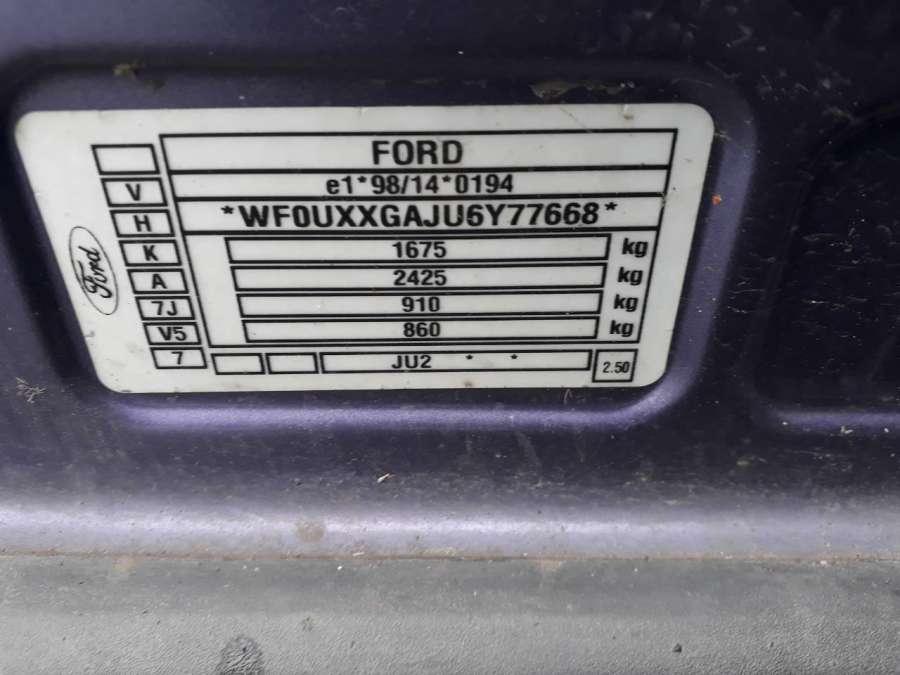 FORD
e1*98/14*0194
*WF0UXXGAJU6Y77668*
1675 kg
2425 kg
910 kg
860 kg
JU2 * *
2.50
V
H
K
A
7J
V5
7
Ford